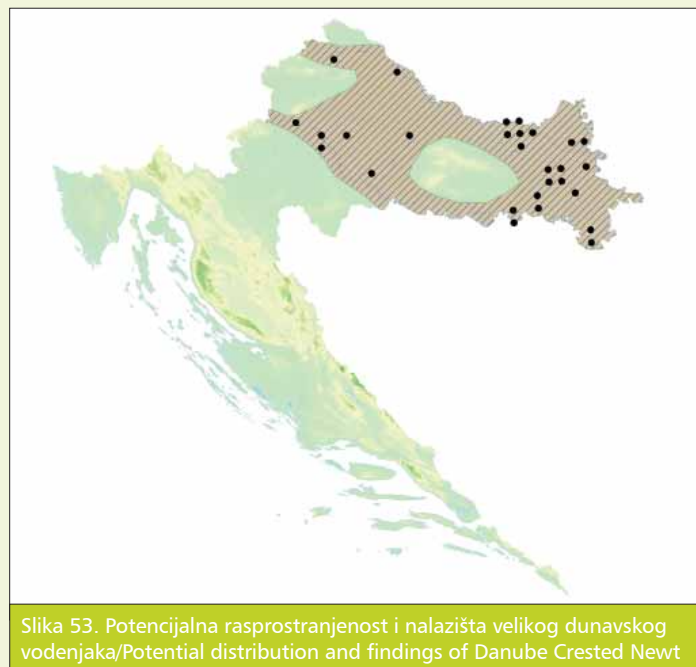 Slika 53. Potencijalna rasprostranjenost i nalazišta velikog dunavskog
vodenjaka/Potential distribution and findings of Danube Crested Newt